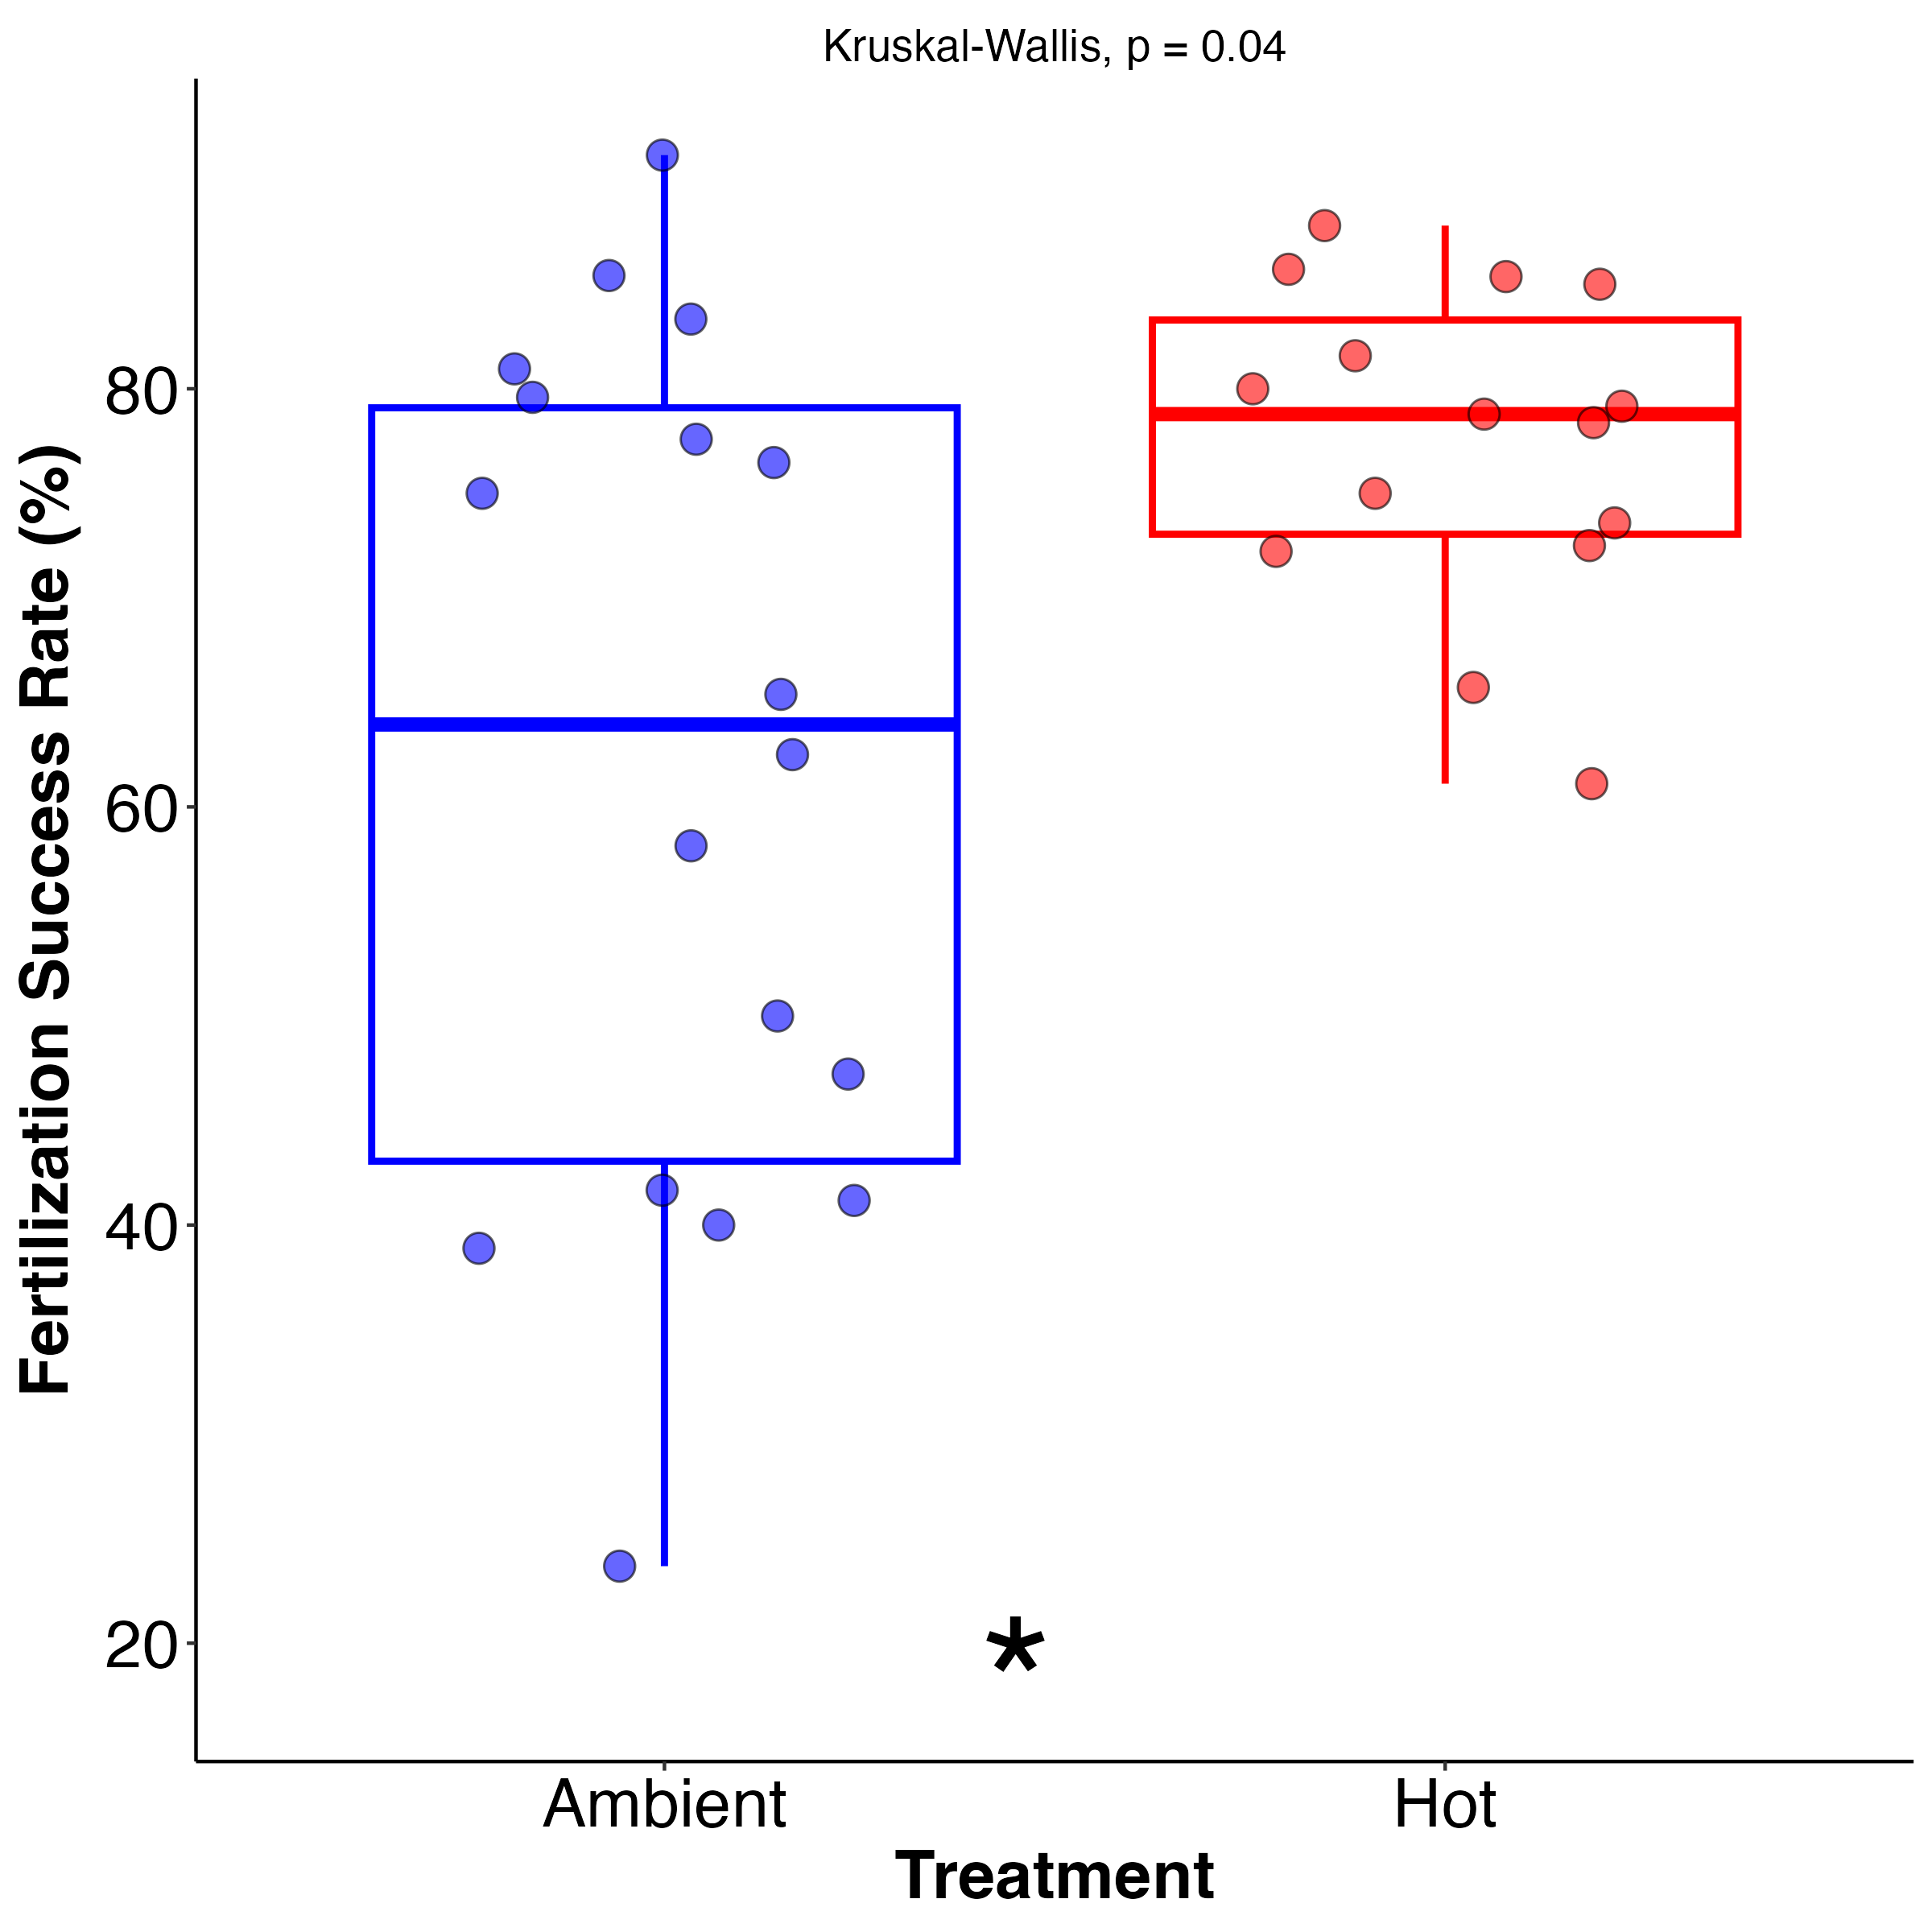 Kruskal-Wallis, p = 0.04
Fertilization Success Rate (%)
80
60
40
20
*
Ambient
Hot
Treatment